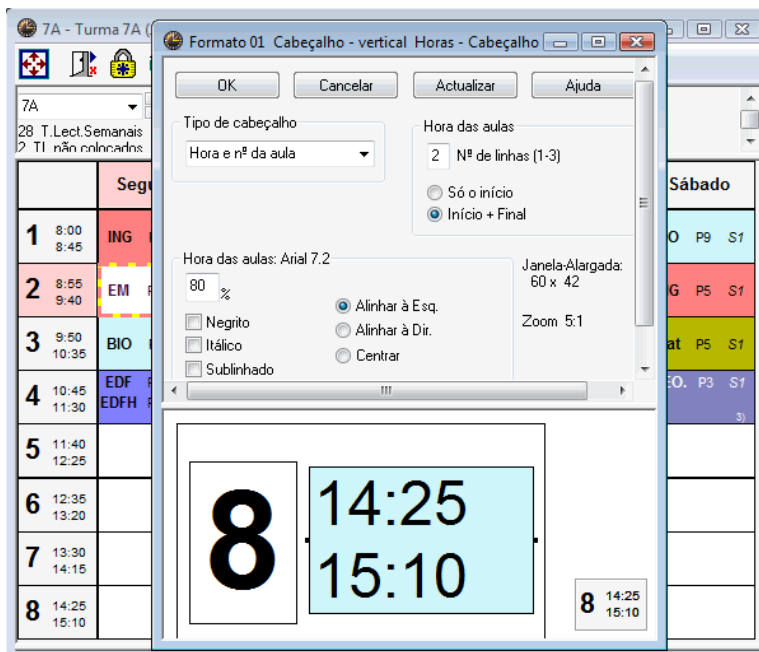 7A - Turma 7A (
Formato 01 Cabeçalho - vertical Horas - Cabeçalho
OK Cancelar Actualizar Ajuda
7A
28 T.Lect.Semanais
2 TL não colocados
Tipo de cabeçalho
Hora e nº da aula
Hora das aulas
2 Nº de linhas (1-3)
Só o início
Início + Final
Hora das aulas: Arial 7.2
80 %
Negrito
Itálico
Sublinhado
Alinhar à Esq.
Alinhar à Dir.
Centrar
Janela-Alargada:
60 x 42
Zoom 5:1
Segu Sábado
1 8:00 ING O P9 S1
8:45
2 8:55 EM G P5 S1
9:40
3 9:50 BIO at P5 S1
10:35
4 10:45 EDF EO. P3 S1
11:30 EDFH 3)
5 11:40
12:25
6 12:35
13:20
7 13:30
14:15
8 14:25
15:10
8 14:25
15:10
8 14:25
15:10